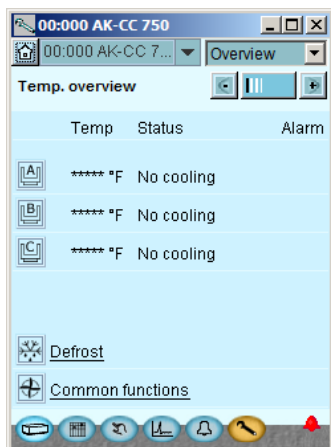 00:000 AK-CC 750
00:000 AK-CC 7... Overview
Temp. overview
Temp Status Alarm
A ***** °F No cooling
B ***** °F No cooling
C ***** °F No cooling
Defrost
Common functions